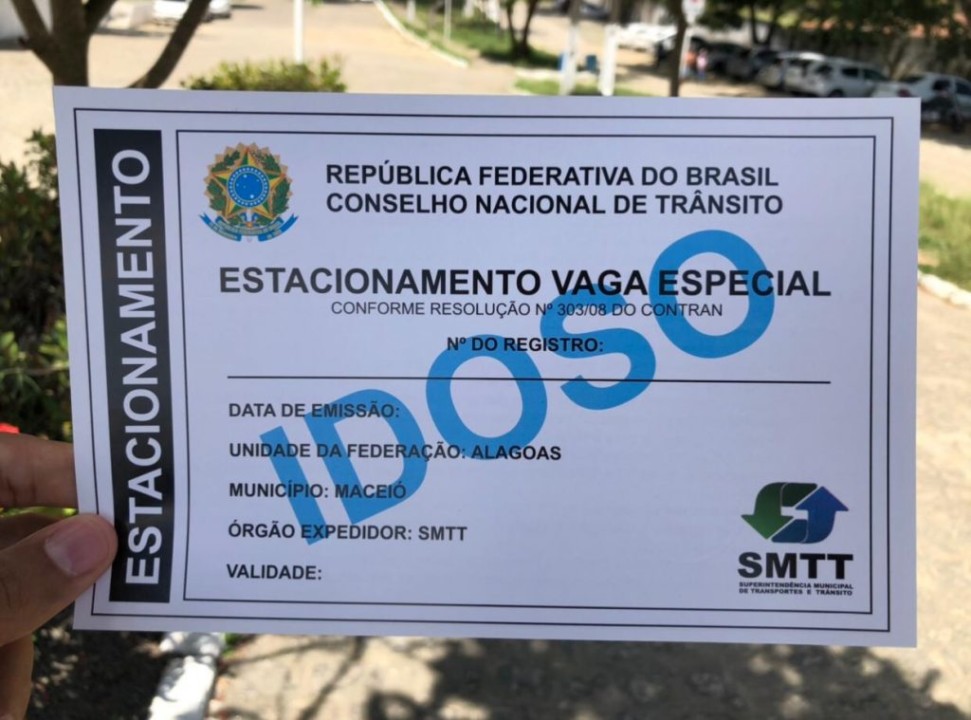 ESTACIONAMENTO
REPÚBLICA FEDERATIVA DO BRASIL
CONSELHO NACIONAL DE TRÂNSITO
ESTACIONAMENTO VAGA ESPECIAL
CONFORME RESOLUÇÃO Nº 303/08 DO CONTRAN
Nº DO REGISTRO:
IDOSO
DATA DE EMISSÃO:
UNIDADE DA FEDERAÇÃO: ALAGOAS
MUNICÍPIO: MACEIÓ
ÓRGÃO EXPEDIDOR: SMTT
VALIDADE:
SMTT
SUPERINTENDÊNCIA MUNICIPAL
DE TRANSPORTES E TRÂNSITO